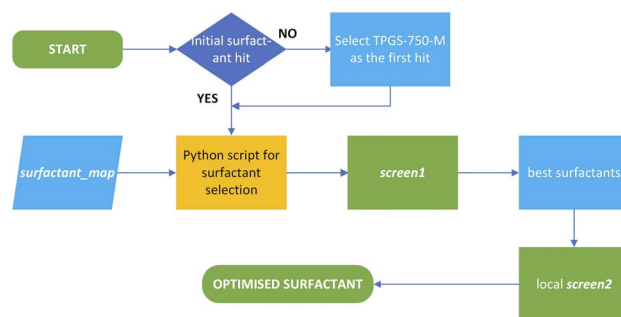 START
Initial surfact-
ant hit
NO
Select TPGS-750-M
as the first hit
YES
surfactant_map
Python script for
surfactant
selection
screen1
best surfactants
OPTIMISED SURFACTANT
local screen2